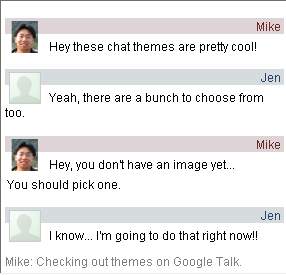 Mike
Hey these chat themes are pretty cool!
Jen
Yeah, there are a bunch to choose from
too.
Mike
Hey, you don't have an image yet...
You should pick one.
Jen
I know... I'm going to do that right now!!
Mike: Checking out themes on Google Talk.